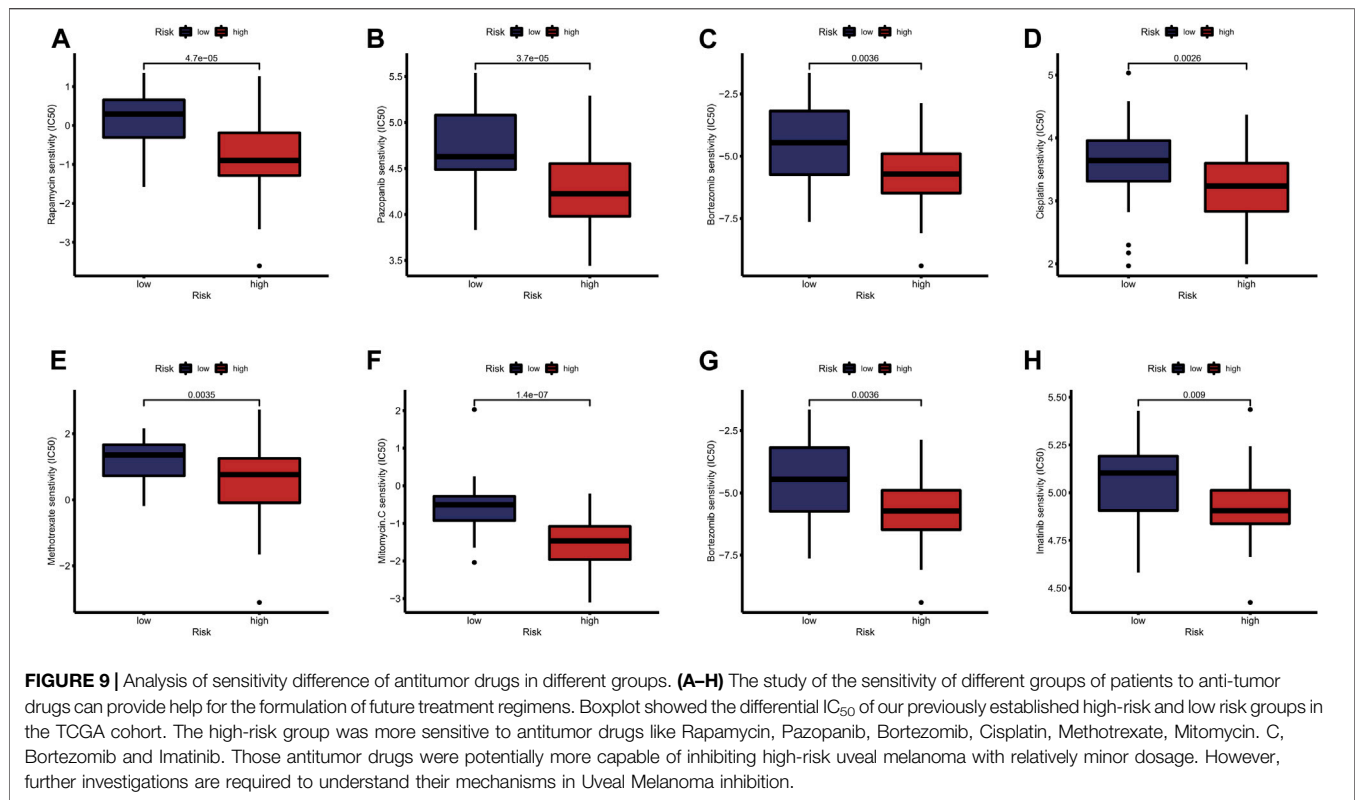 A
Risk low high
4.7e−05
Rapamycin senstivity (IC50)
1
0
−1
−2
−3
low
high
Risk
B
Risk low high
3.7e−05
Pazopanib senstivity (IC50)
5.5
5.0
4.5
4.0
3.5
low
high
Risk
C
Risk low high
0.0036
Bortezomib senstivity (IC50)
−2.5
−5.0
−7.5
low
high
Risk
D
Risk low high
0.0026
Cisplatin senstivity (IC50)
5
4
3
2
low
high
Risk
E
Risk low high
0.0035
Methotrexate senstivity (IC50)
2
0
−2
low
high
Risk
F
Risk low high
1.4e−07
Mitomycin.C senstivity (IC50)
2
1
0
−1
−2
−3
low
high
Risk
G
Risk low high
0.0036
Bortezomib senstivity (IC50)
−2.5
−5.0
−7.5
low
high
Risk
H
Risk low high
0.009
Imatinib senstivity (IC50)
5.50
5.25
5.00
4.75
4.50
low
high
Risk
FIGURE 9 | Analysis of sensitivity difference of antitumor drugs in different groups. (A–H) The study of the sensitivity of different groups of patients to anti-tumor
drugs can provide help for the formulation of future treatment regimens. Boxplot showed the differential IC50 of our previously established high-risk and low risk groups in
the TCGA cohort. The high-risk group was more sensitive to antitumor drugs like Rapamycin, Pazopanib, Bortezomib, Cisplatin, Methotrexate, Mitomycin. C,
Bortezomib and Imatinib. Those antitumor drugs were potentially more capable of inhibiting high-risk uveal melanoma with relatively minor dosage. However,
further investigations are required to understand their mechanisms in Uveal Melanoma inhibition.